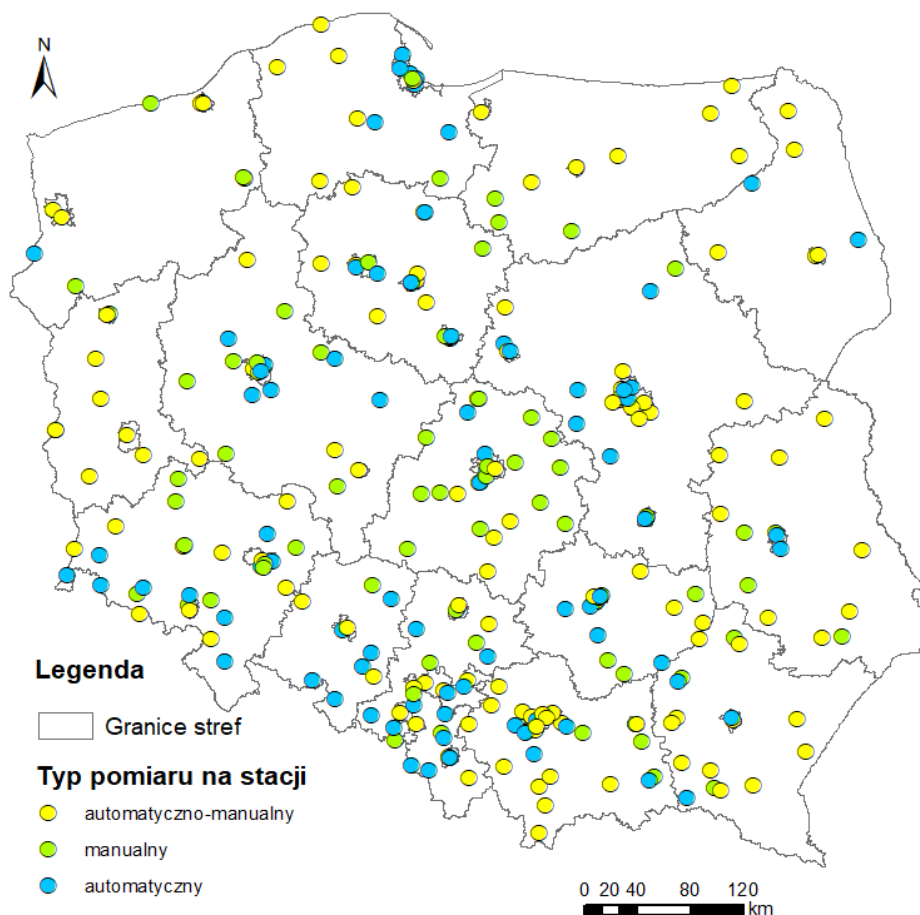 N
Legenda
Granice stref
Typ pomiaru na stacji
automatyczno-manualny
manualny
automatyczny
0 20 40 80 120
km